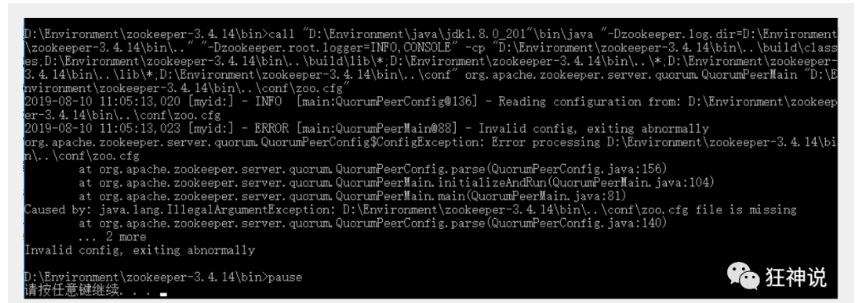 D:\Environment\zookeeper-3.4.14\bin>call "D:\Environment\java\jdk1.8.0_201"\bin\java "-Dzookeeper.log.dir=D:\Environment
\zookeeper-3.4.14\bin\.." "-Dzookeeper.root.logger=INFO,CONSOLE" -cp "D:\Environment\zookeeper-3.4.14\bin\..\build\class
es;D:\Environment\zookeeper-3.4.14\bin\..\build\lib\*;D:\Environment\zookeeper-3.4.14\bin\..\*;D:\Environment\zookeeper-
3.4.14\bin\..\lib\*;D:\Environment\zookeeper-3.4.14\bin\..\conf" org.apache.zookeeper.server.quorum.QuorumPeerMain "D:\E
nvironment\zookeeper-3.4.14\bin\..\conf\zoo.cfg"
2019-08-10 11:05:13,020 [myid:] - INFO  [main:QuorumPeerConfig@136] - Reading configuration from: D:\Environment\zookeep
er-3.4.14\bin\..\conf\zoo.cfg
2019-08-10 11:05:13,023 [myid:] - ERROR [main:QuorumPeerMain@88] - Invalid config, exiting abnormally
org.apache.zookeeper.server.quorum.QuorumPeerConfig$ConfigException: Error processing D:\Environment\zookeeper-3.4.14\bi
n\..\conf\zoo.cfg
        at org.apache.zookeeper.server.quorum.QuorumPeerConfig.parse(QuorumPeerConfig.java:156)
        at org.apache.zookeeper.server.quorum.QuorumPeerMain.initializeAndRun(QuorumPeerMain.java:104)
        at org.apache.zookeeper.server.quorum.QuorumPeerMain.main(QuorumPeerMain.java:81)
Caused by: java.lang.IllegalArgumentException: D:\Environment\zookeeper-3.4.14\bin\..\conf\zoo.cfg file is missing
        at org.apache.zookeeper.server.quorum.QuorumPeerConfig.parse(QuorumPeerConfig.java:140)
        ... 2 more
Invalid config, exiting abnormally
D:\Environment\zookeeper-3.4.14\bin>pause
请按任意键继续. . .
狂神说